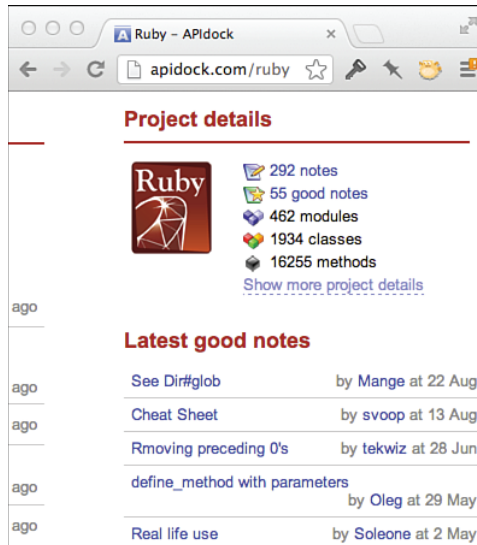 Ruby - APIdock
apidock.com/ruby
Project details
Ruby
292 notes
55 good notes
462 modules
1934 classes
16255 methods
Show more project details
ago
Latest good notes
See Dir#glob by Mange at 22 Aug
ago
Cheat Sheet by svoop at 13 Aug
ago
Rmoving preceding 0's by tekwiz at 28 Jun
define_method with parameters
ago
by Oleg at 29 May
ago
Real life use by Soleone at 2 May